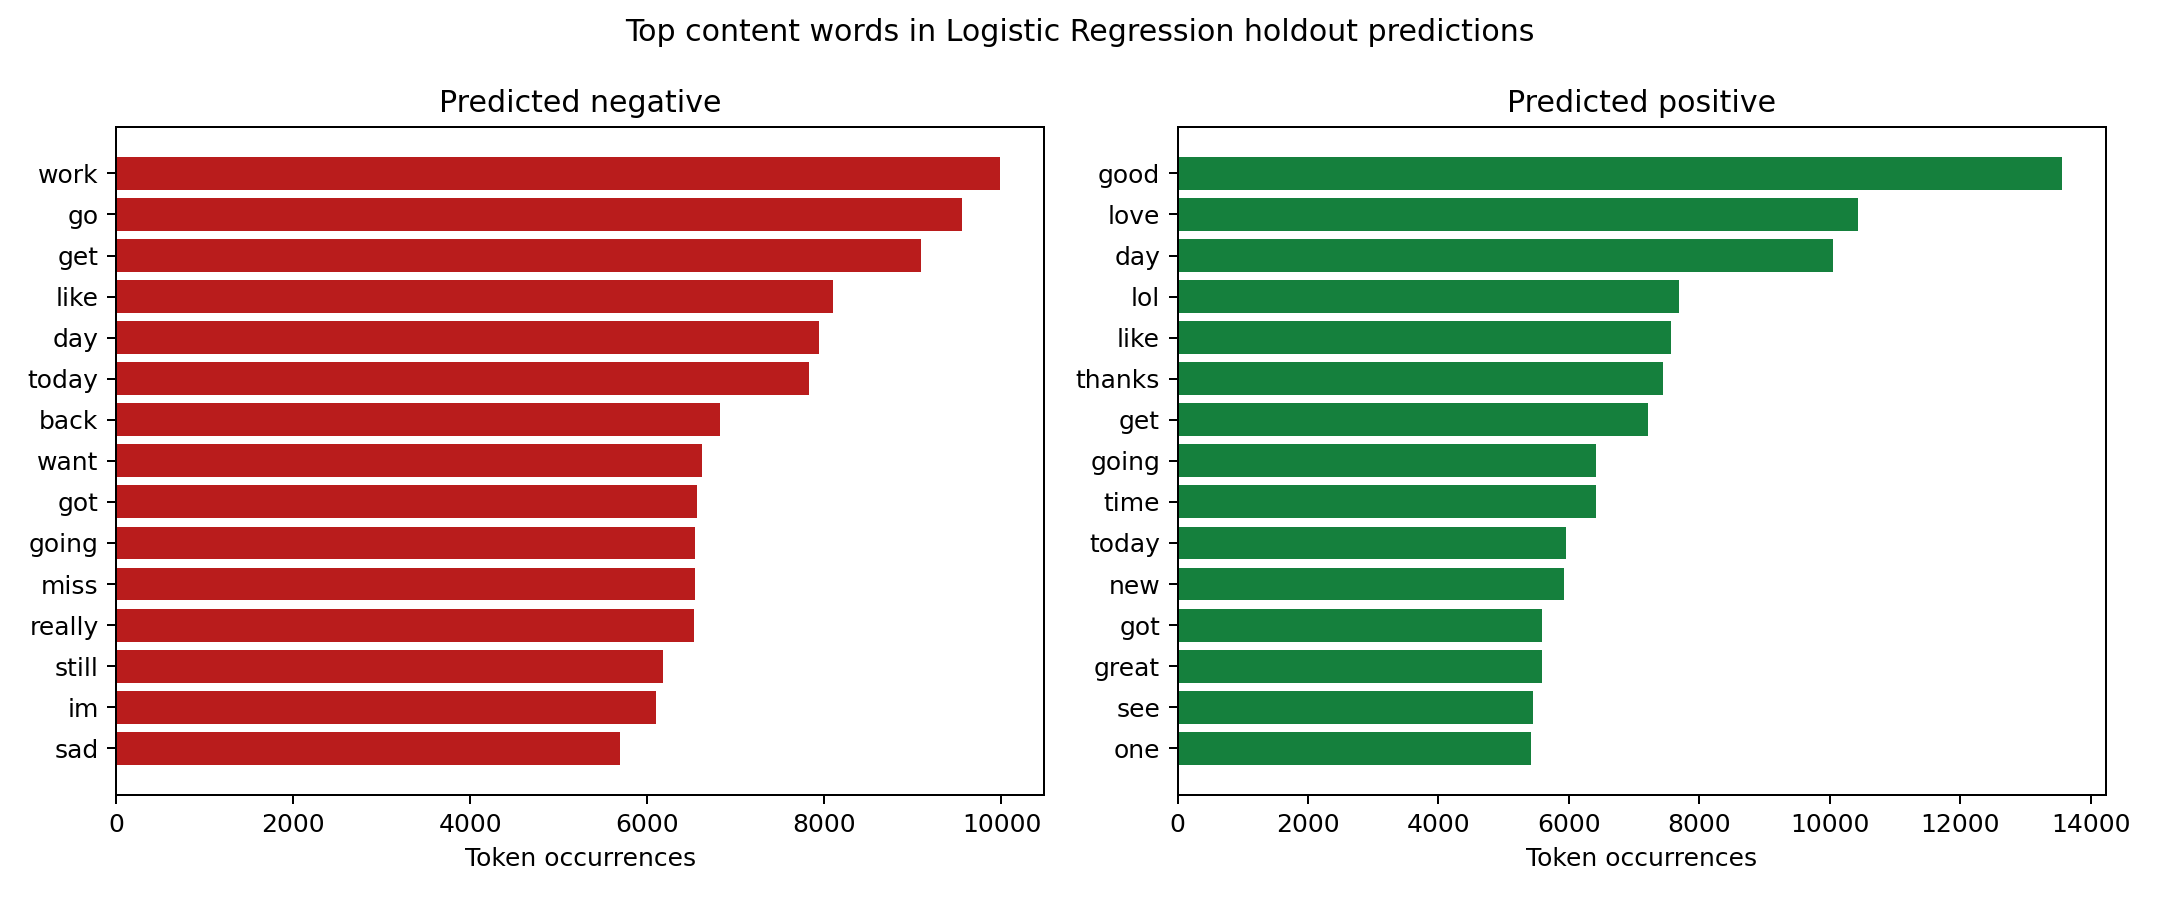 Top content words in Logistic Regression holdout predictions
Predicted negative
work
go
get
like
day
today
back
want
got
going
miss
really
still
im
sad
0 2000 4000 6000 8000 10000
Token occurrences
Predicted positive
good
love
day
lol
like
thanks
get
going
time
today
new
got
great
see
one
0 2000 4000 6000 8000 10000 12000 14000
Token occurrences